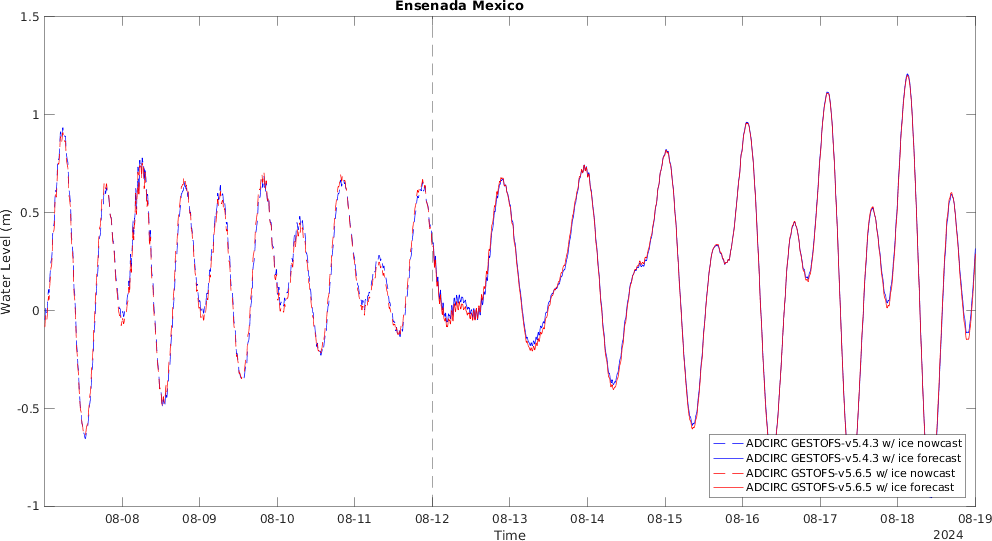 Ensenada Mexico
1.5
1
0.5
0
-0.5
-1
Water Level (m)
08-08 08-09 08-10 08-11 08-12 08-13 08-14 08-15 08-16 08-17 08-18 08-19
Time
2024
ADCIRC GESTOFS-v5.4.3 w/ ice nowcast
ADCIRC GESTOFS-v5.4.3 w/ ice forecast
ADCIRC GSTOFS-v5.6.5 w/ ice nowcast
ADCIRC GSTOFS-v5.6.5 w/ ice forecast